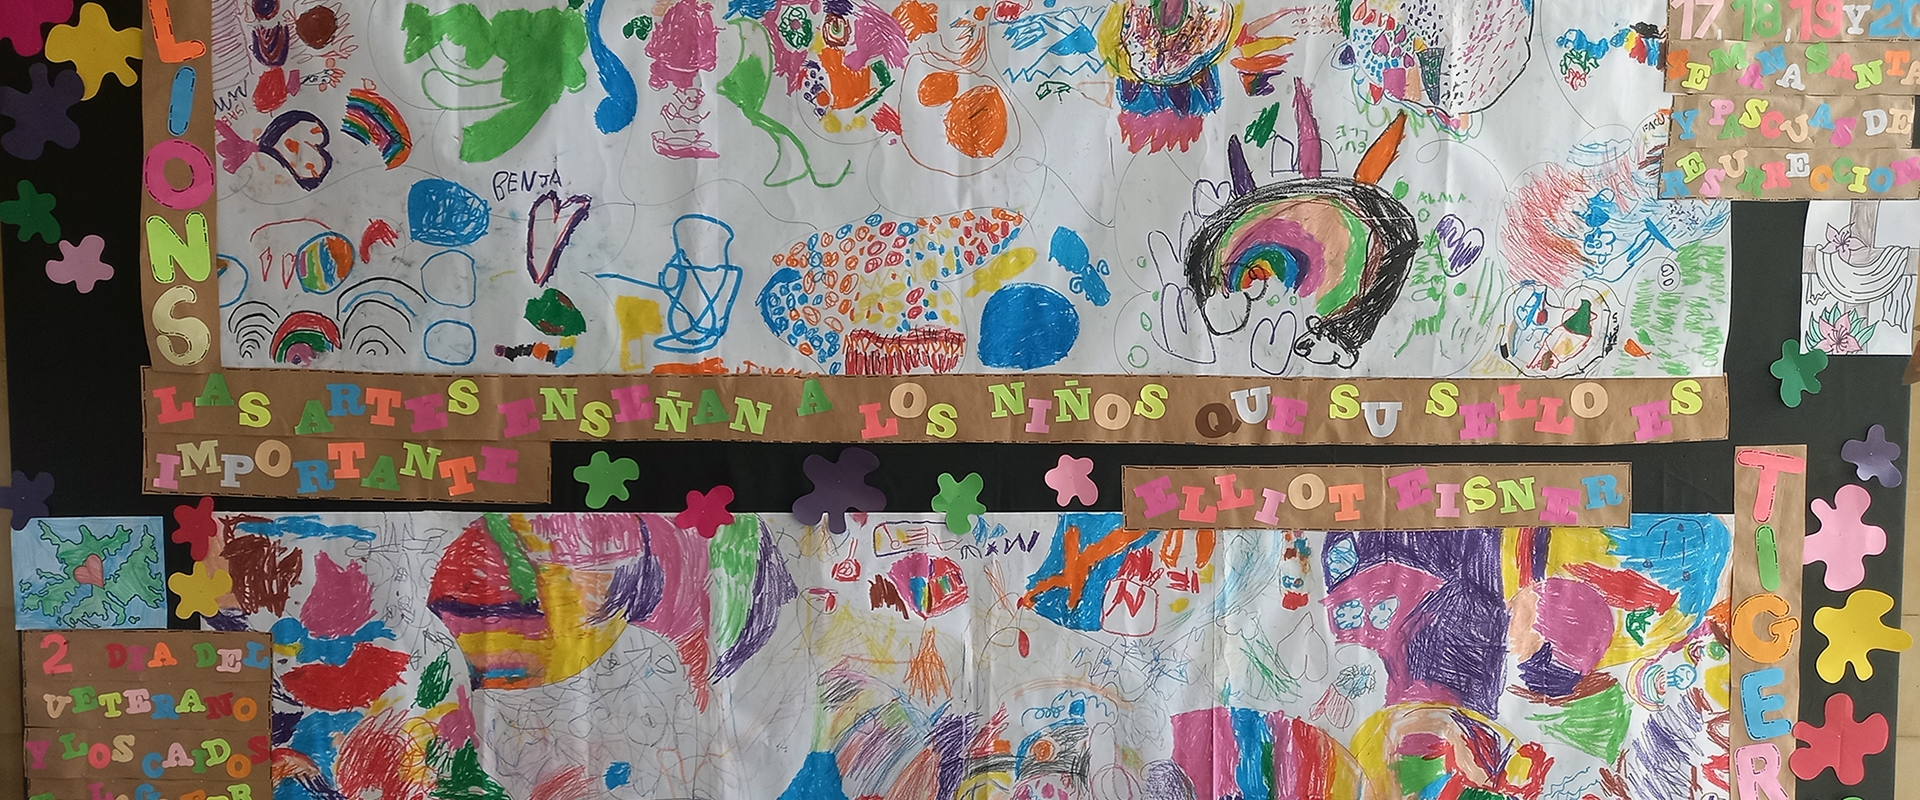 LIONS
17, 18, 19 Y 20
SEMANA SANTA
Y PASCUAS DE
RESURRECCION
BENJA
ALMA
LAS ARTES ENSEÑAN A LOS NIÑOS QUE SU SELLO ES
IMPORTANTE
ELLIOT EISNER
TIGER
2 DIA DEL
VETERANO
Y LOS CAIDOS